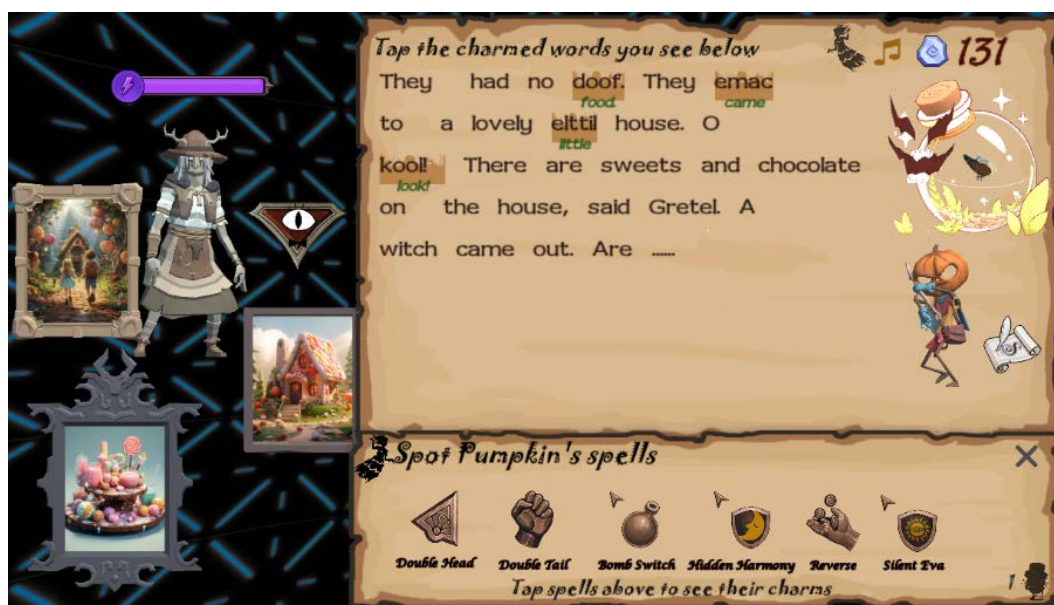 Tap the charmed words you see below
131
They had no doof. They emac
food. came
to a lovely elttil house. O
little
kool! There are sweets and chocolate
look!
on the house, said Gretel. A
witch came out. Are ......
Spot Pumpkin's spells
Double Head Double Tail Bomb Switch Hidden Harmony Reverse Silent Eva
Tap spells above to see their charms
1